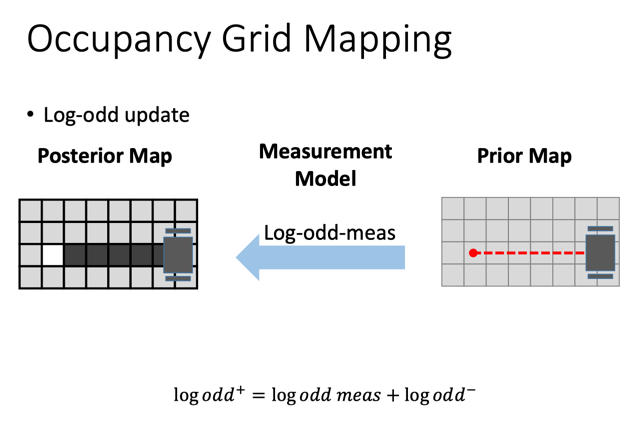 Occupancy Grid Mapping
• Log-odd update
Posterior Map
Measurement
Model
Prior Map
Log-odd-meas
log odd⁺ = log odd meas + log odd⁻